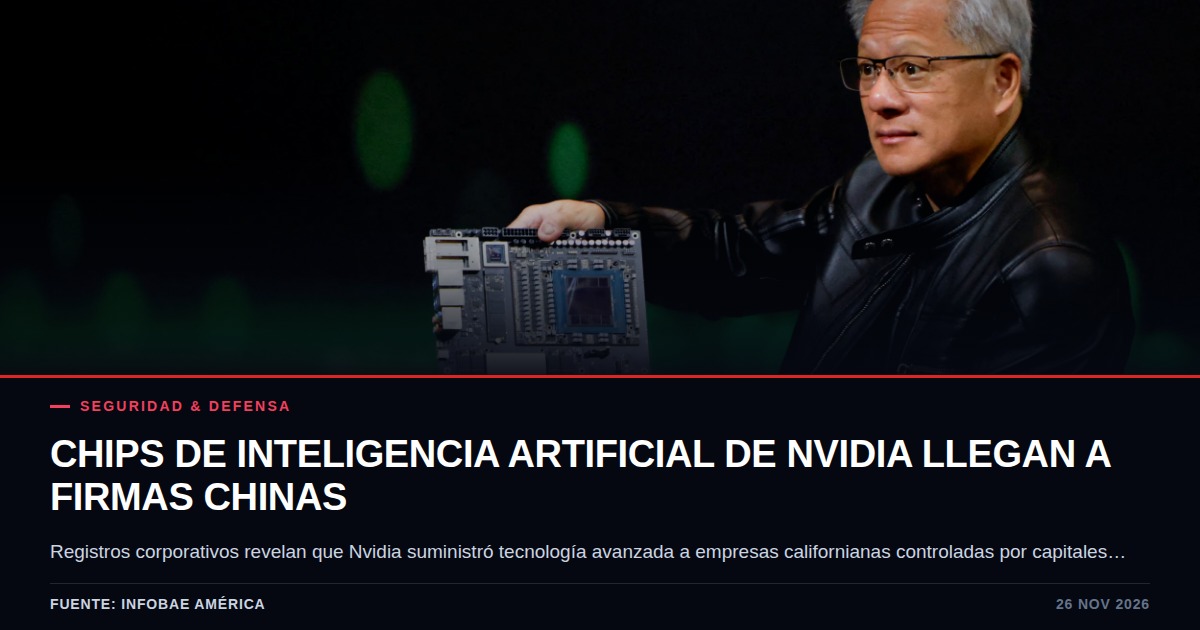 SEGURIDAD & DEFENSA
CHIPS DE INTELIGENCIA ARTIFICIAL DE NVIDIA LLEGAN A
FIRMAS CHINAS
Registros corporativos revelan que Nvidia suministró tecnología avanzada a empresas californianas controladas por capitales…
FUENTE: INFOBAE AMÉRICA
26 NOV 2026